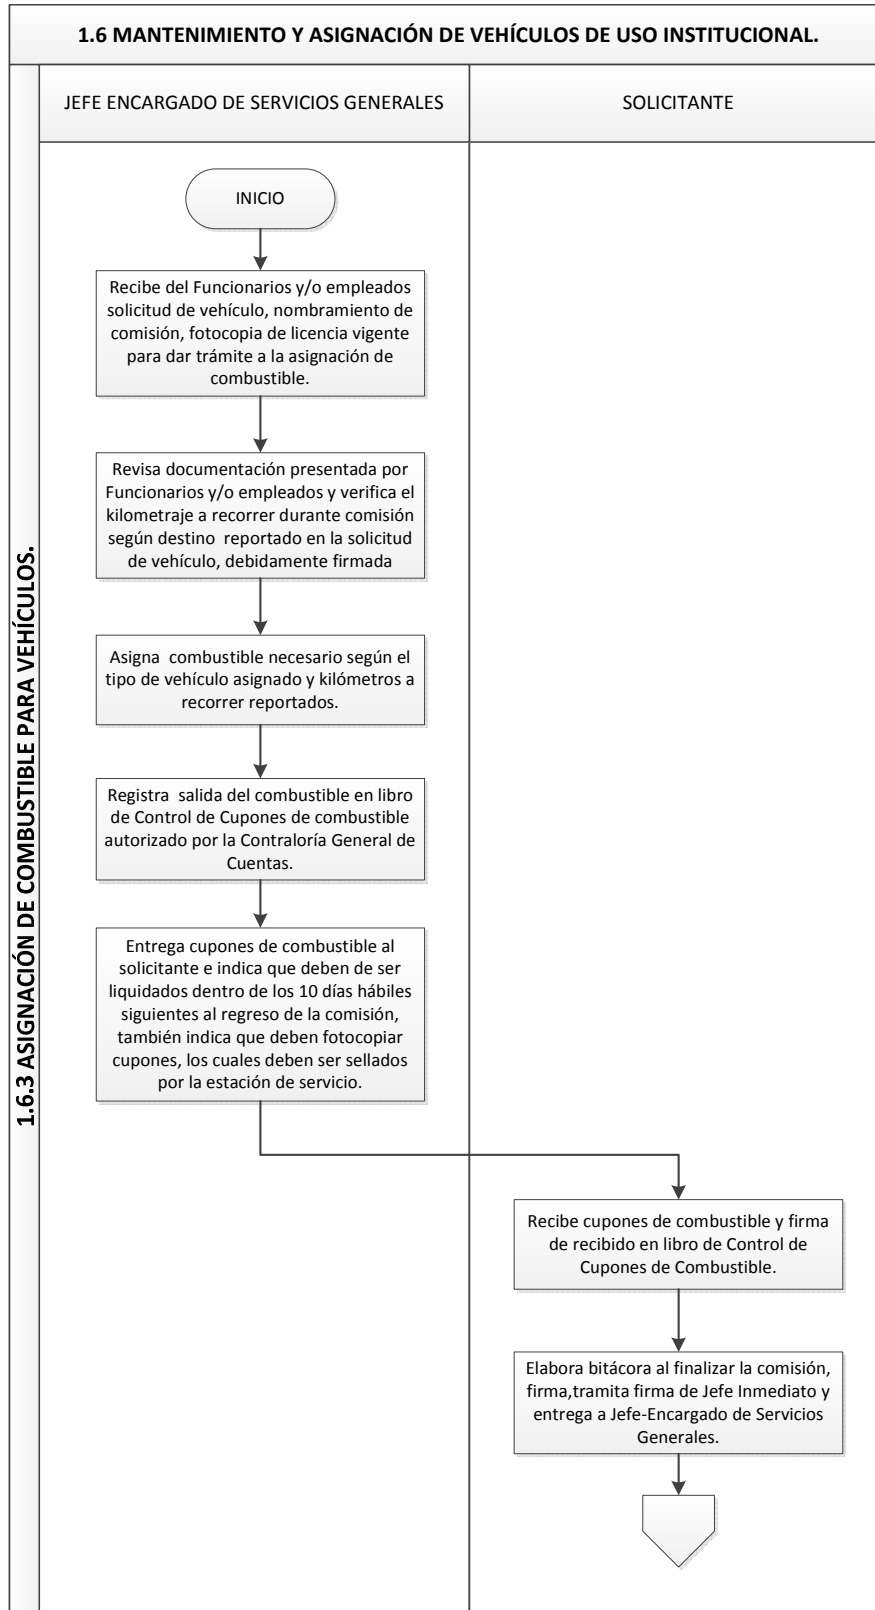 1.6 MANTENIMIENTO Y ASIGNACIÓN DE VEHÍCULOS DE USO INSTITUCIONAL.
1.6.3 ASIGNACIÓN DE COMBUSTIBLE PARA VEHÍCULOS.
JEFE ENCARGADO DE SERVICIOS GENERALES
SOLICITANTE
INICIO
Recibe del Funcionarios y/o empleados
solicitud de vehículo, nombramiento de
comisión, fotocopia de licencia vigente
para dar trámite a la asignación de
combustible.
Revisa documentación presentada por
Funcionarios y/o empleados y verifica el
kilometraje a recorrer durante comisión
según destino  reportado en la solicitud
de vehículo, debidamente firmada
Asigna  combustible necesario según el
tipo de vehículo asignado y kilómetros a
recorrer reportados.
Registra  salida del combustible en libro
de Control de Cupones de combustible
autorizado por la Contraloría General de
Cuentas.
Entrega cupones de combustible al
solicitante e indica que deben de ser
liquidados dentro de los 10 días hábiles
siguientes al regreso de la comisión,
también indica que deben fotocopiar
cupones, los cuales deben ser sellados
por la estación de servicio.
Recibe cupones de combustible y firma
de recibido en libro de Control de
Cupones de Combustible.
Elabora bitácora al finalizar la comisión,
firma,tramita firma de Jefe Inmediato y
entrega a Jefe-Encargado de Servicios
Generales.